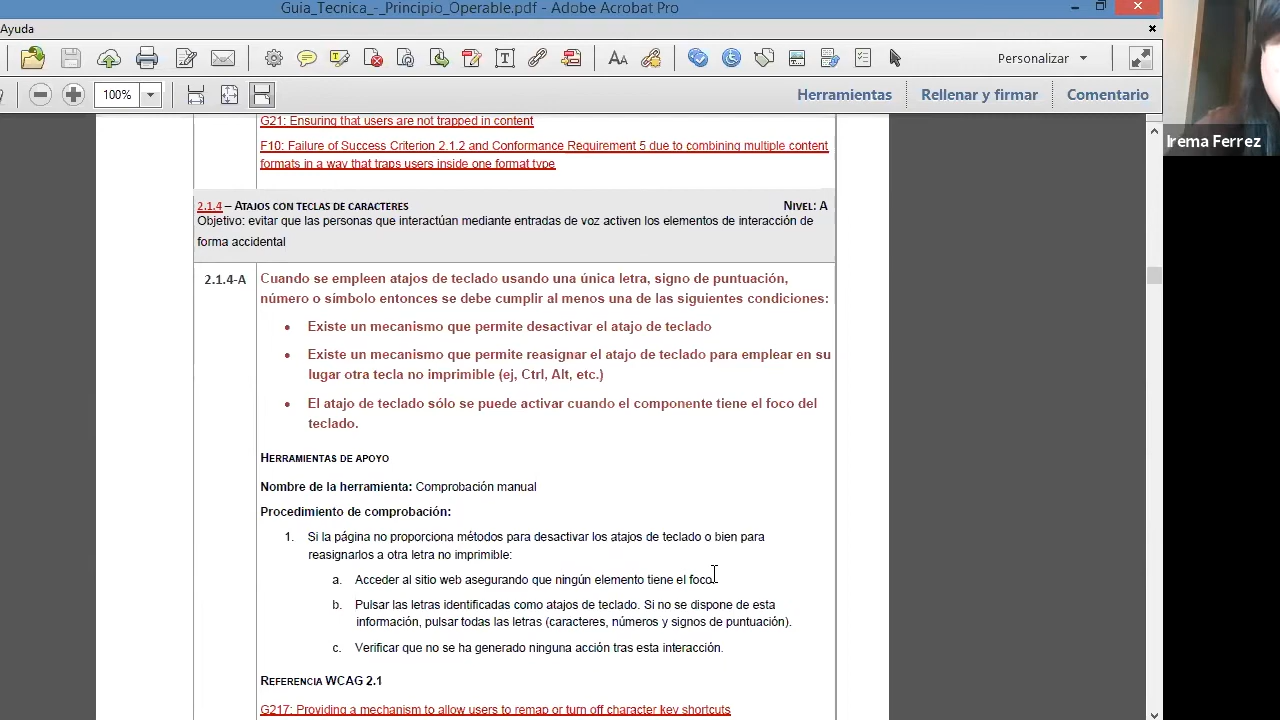 Guia_Tecnica_-_Principio_Operable.pdf - Adobe Acrobat Pro
Ayuda
Personalizar
100%
Herramientas
Rellenar y firmar
Comentario
Irema Ferrez
G21: Ensuring that users are not trapped in content
F10: Failure of Success Criterion 2.1.2 and Conformance Requirement 5 due to combining multiple content
formats in a way that traps users inside one format type
2.1.4 – ATAJOS CON TECLAS DE CARACTERES NIVEL: A
Objetivo: evitar que las personas que interactúan mediante entradas de voz activen los elementos de interacción de
forma accidental
2.1.4-A
Cuando se empleen atajos de teclado usando una única letra, signo de puntuación,
número o símbolo entonces se debe cumplir al menos una de las siguientes condiciones:
• Existe un mecanismo que permite desactivar el atajo de teclado
• Existe un mecanismo que permite reasignar el atajo de teclado para emplear en su
lugar otra tecla no imprimible (ej, Ctrl, Alt, etc.)
• El atajo de teclado sólo se puede activar cuando el componente tiene el foco del
teclado.
HERRAMIENTAS DE APOYO
Nombre de la herramienta: Comprobación manual
Procedimiento de comprobación:
1. Si la página no proporciona métodos para desactivar los atajos de teclado o bien para
reasignarlos a otra letra no imprimible:
a. Acceder al sitio web asegurando que ningún elemento tiene el foco.
b. Pulsar las letras identificadas como atajos de teclado. Si no se dispone de esta
información, pulsar todas las letras (caracteres, números y signos de puntuación).
c. Verificar que no se ha generado ninguna acción tras esta interacción.
REFERENCIA WCAG 2.1
G217: Providing a mechanism to allow users to remap or turn off character key shortcuts